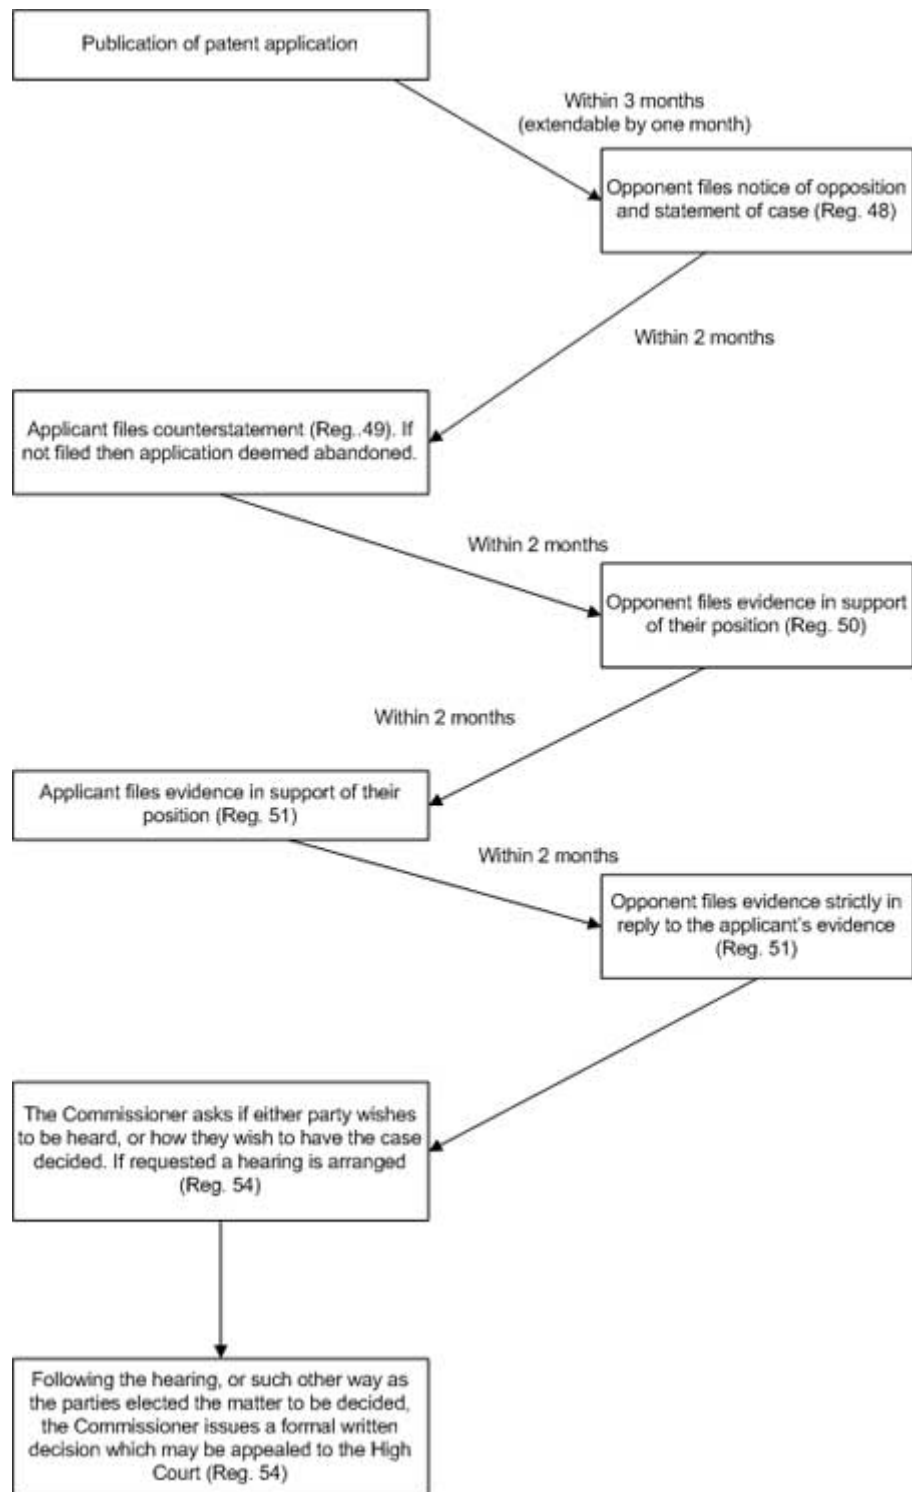 Publication of patent application
Within 3 months
(extendable by one month)
Opponent files notice of opposition
and statement of case (Reg. 48)
Within 2 months
Applicant files counterstatement (Reg..49). If
not filed then application deemed abandoned.
Within 2 months
Opponent files evidence in support
of their position (Reg. 50)
Within 2 months
Applicant files evidence in support of their
position (Reg. 51)
Within 2 months
Opponent files evidence strictly in
reply to the applicant's evidence
(Reg. 51)
The Commissioner asks if either party wishes
to be heard, or how they wish to have the case
decided. If requested a hearing is arranged
(Reg. 54)
Following the hearing, or such other way as
the parties elected the matter to be decided,
the Commissioner issues a formal written
decision which may be appealed to the High
Court (Reg. 54)